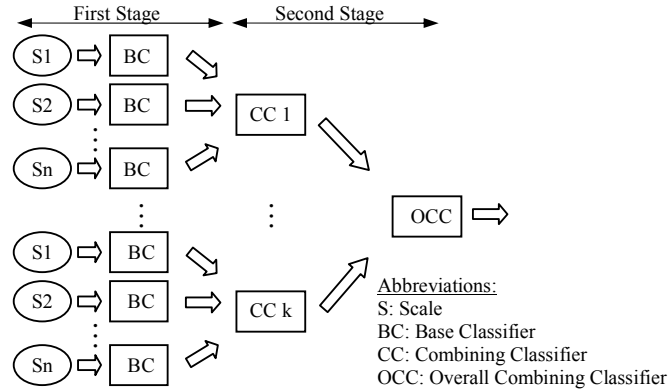 First Stage
Second Stage
S1
BC
S2
BC
CC 1
Sn
BC
OCC
S1
BC
S2
BC
CC k
Sn
BC
Abbreviations:
S: Scale
BC: Base Classifier
CC: Combining Classifier
OCC: Overall Combining Classifier